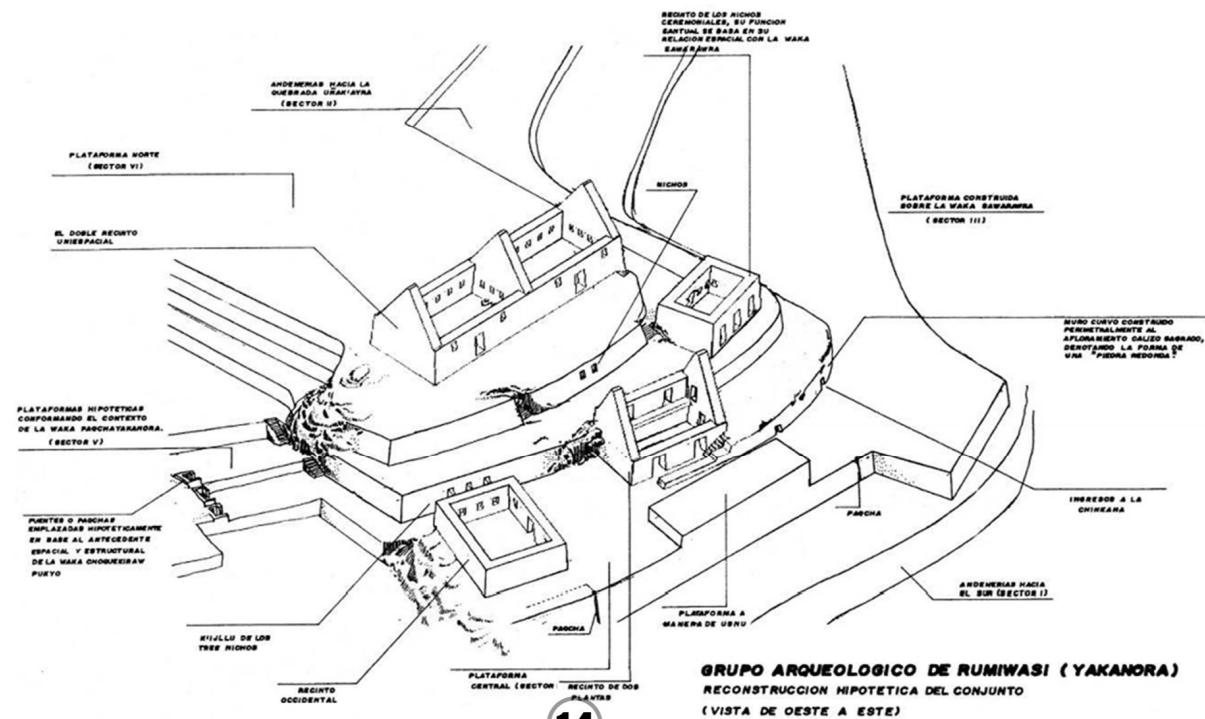 RECINTO DE LOS NICHOS
CEREMONIALES, SU FUNCION
SANTUAL SE BASA EN SU
RELACION ESPACIAL CON LA WAKA
SAWARAWRA
ANDENERIAS HACIA LA
QUEBRADA UÑAK'AYRA
(SECTOR II)
PLATAFORMA NORTE
(SECTOR VI)
NICHOS
PLATAFORMA CONSTRUIDA
SOBRE LA WAKA SAWARAWRA
(SECTOR III)
EL DOBLE RECINTO
UNIESPACIAL
MURO CURVO CONSTRUIDO
PERIMETRALMENTE AL
AFLORAMIENTO CALIZO SAGRADO,
DENOTANDO LA FORMA DE
UNA "PIEDRA REDONDA".
PLATAFORMAS HIPOTETICAS
CONFORMANDO EL CONTEXTO
DE LA WAKA PAQCHAYAKANORA.
(SECTOR V)
FUENTES O PAQCHAS
EMPLAZADAS HIPOTETICAMENTE
EN BASE AL ANTECEDENTE
ESPACIAL Y ESTRUCTURAL
DE LA WAKA CHOQUEKIRAW
PUKYO
PAQCHA
INGRESOS A LA
CHINKANA
ANDENERIAS HACIA
EL SUR (SECTOR I)
K'IJLLU DE LOS
TRES NICHOS
PAQCHA
PLATAFORMA A
MANERA DE USNU
RECINTO
OCCIDENTAL
PLATAFORMA
CENTRAL (SECTOR
RECINTO DE DOS
PLANTAS
14
GRUPO ARQUEOLOGICO DE RUMIWASI (YAKANORA)
RECONSTRUCCION HIPOTETICA DEL CONJUNTO
(VISTA DE OESTE A ESTE)